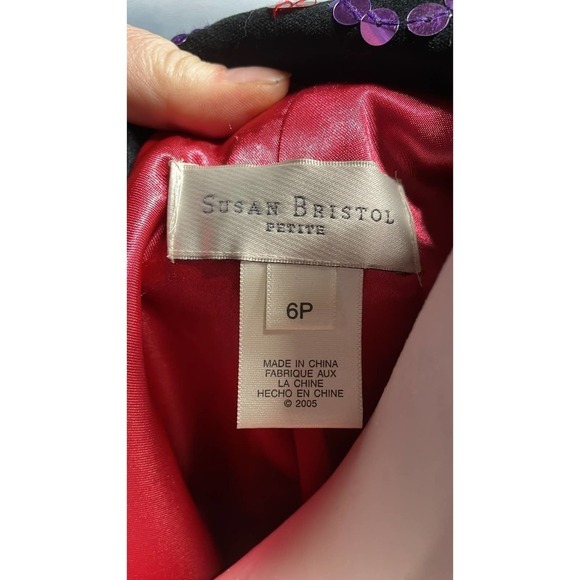 SUSAN BRISTOL
PETITE
6P
MADE IN CHINA
FABRIQUE AUX
LA CHINE
HECHO EN CHINE
© 2005